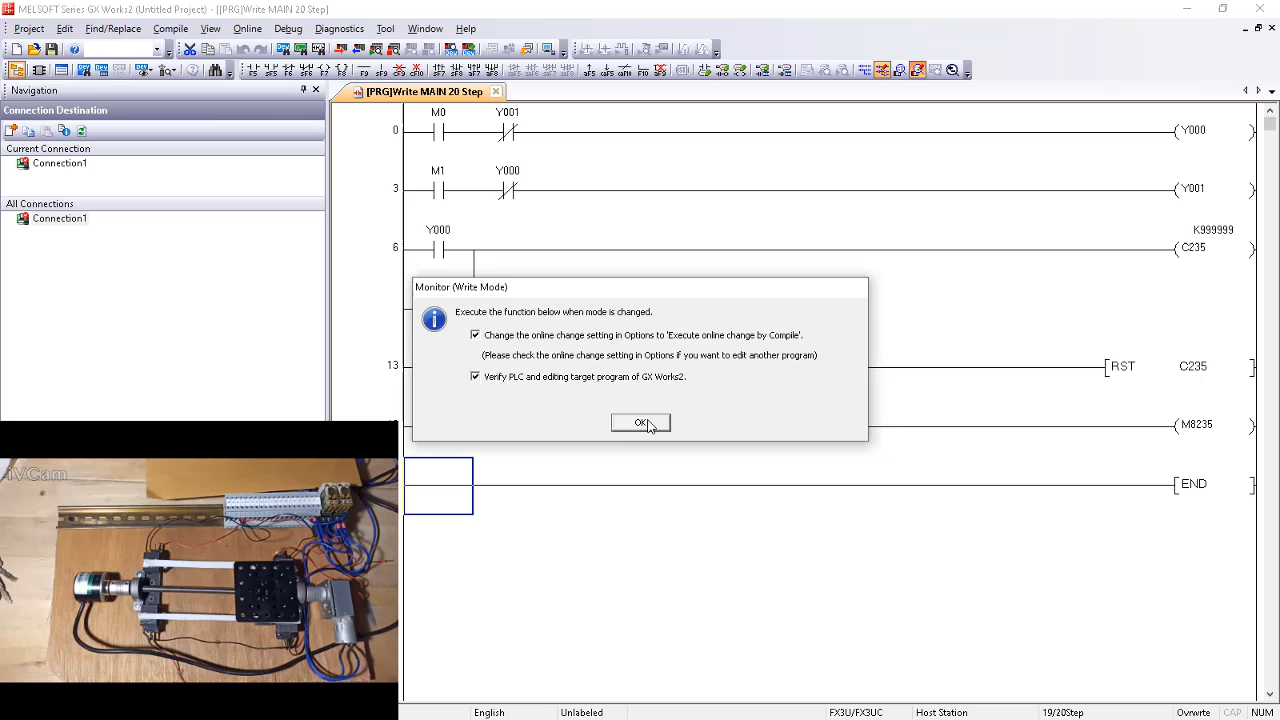 MELSOFT Series GX Works2 (Untitled Project) - [[PRG]Write MAIN 20 Step]
Project Edit Find/Replace Compile View Online Debug Diagnostics Tool Window Help
Navigation
[PRG]Write MAIN 20 Step
Connection Destination
Current Connection
Connection1
All Connections
Connection1
M0 Y001
0 Y000
M1 Y000
3 Y001
Y000 K999999
6 C235
Monitor (Write Mode)
Execute the function below when mode is changed.
Change the online change setting in Options to 'Execute online change by Compile'.
(Please check the online change setting in Options if you want to edit another program)
Verify PLC and editing target program of GX Works2.
OK
13 RST C235
M8235
END
iVCam
English Unlabeled FX3U/FX3UC Host Station 19/20Step Ovrwrte CAP NUM